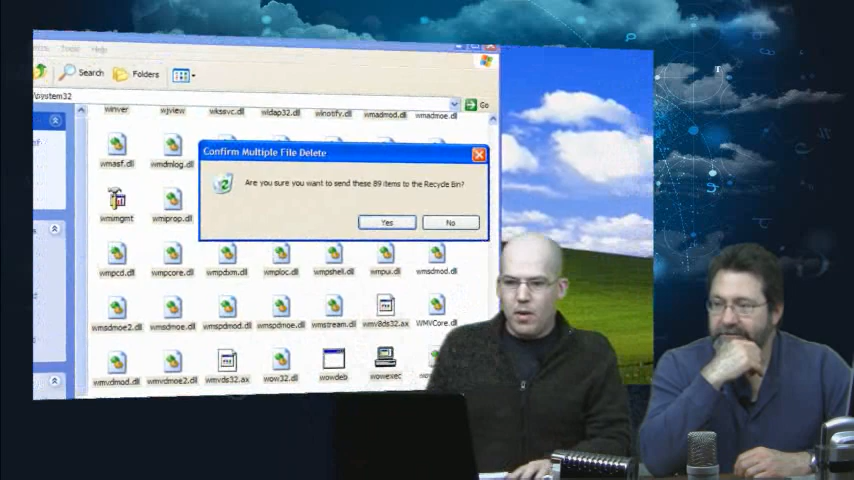 Tools Help
Search Folders
\system32 Go
winver wjview wkssvc.dll wldap32.dll wlnotify.dll wmadmod.dll wmadmoe.dll
wmasf.dll wmdmlog.dll
Confirm Multiple File Delete
Are you sure you want to send these 89 items to the Recycle Bin?
Yes No
wmimgmt wmiprop.dll
wmpcd.dll wmpcore.dll wmpdxm.dll wmploc.dll wmpshell.dll wmpui.dll wmsdmod.dll
wmsdmoe2.dll wmsdmoe.dll wmspdmod.dll wmspdmoe.dll wmstream.dll wmv8ds32.ax WMVCore.dll
wmvdmod.dll wmvdmoe2.dll wmvds32.ax wow32.dll wowdeb wowexec